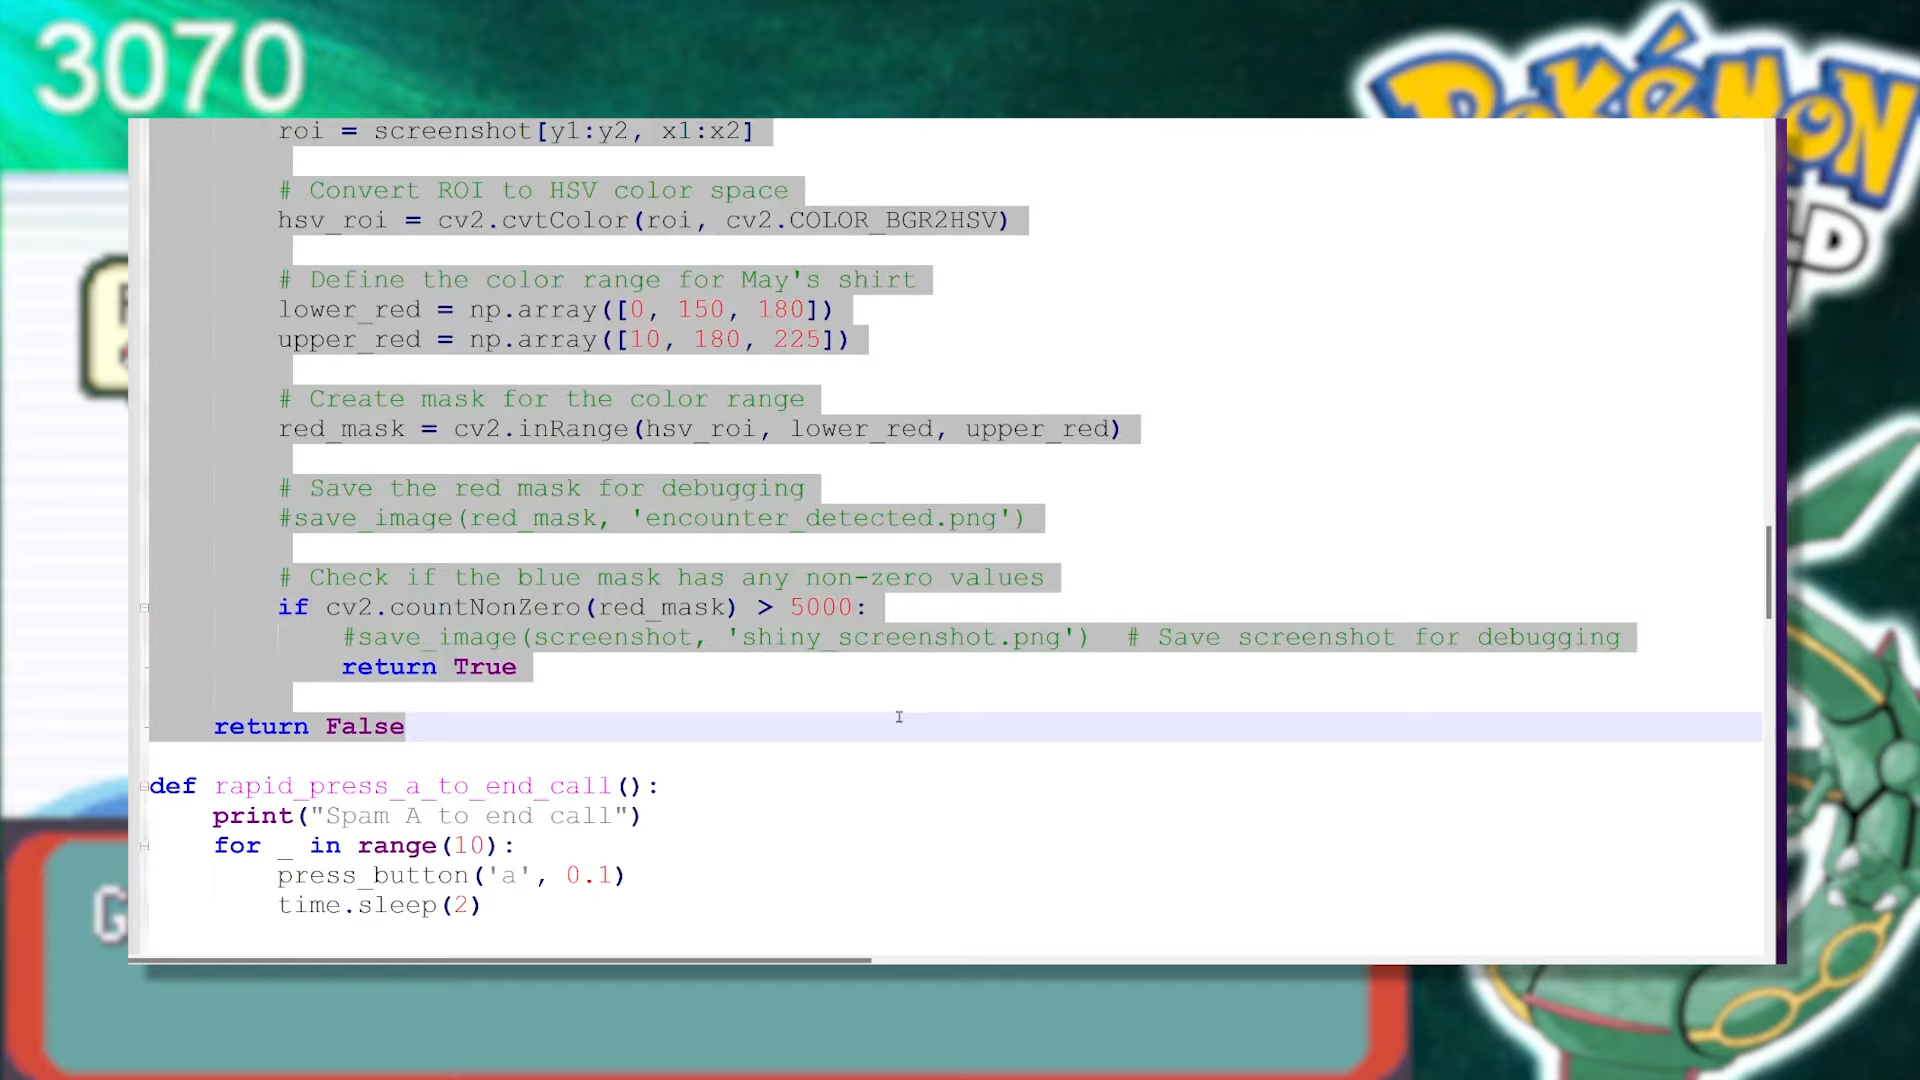 3070
Pokémon
roi = screenshot[y1:y2, x1:x2]
# Convert ROI to HSV color space
hsv_roi = cv2.cvtColor(roi, cv2.COLOR_BGR2HSV)
# Define the color range for May's shirt
lower_red = np.array([0, 150, 180])
upper_red = np.array([10, 180, 225])
# Create mask for the color range
red_mask = cv2.inRange(hsv_roi, lower_red, upper_red)
# Save the red mask for debugging
#save_image(red_mask, 'encounter_detected.png')
# Check if the blue mask has any non-zero values
if cv2.countNonZero(red_mask) > 5000:
#save_image(screenshot, 'shiny_screenshot.png')  # Save screenshot for debugging
return True
return False
def rapid_press_a_to_end_call():
print("Spam A to end call")
for _ in range(10):
press_button('a', 0.1)
time.sleep(2)